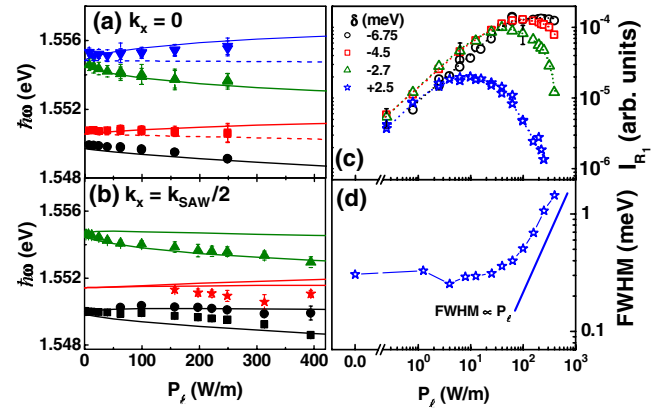 (a) k_x = 0
1.556
1.552
1.548
ħω (eV)
(b) k_x = k_SAW/2
1.556
1.552
1.548
ħω (eV)
0 100 200 300 400
P_ℓ (W/m)
δ (meV)
-6.75
-4.5
-2.7
+2.5
(c)
10^-4
10^-5
10^-6
I_R1 (arb. units)
(d)
FWHM ∝ P_ℓ
1
0.1
FWHM (meV)
0.0 10^0 10^1 10^2 10^3
P_ℓ (W/m)